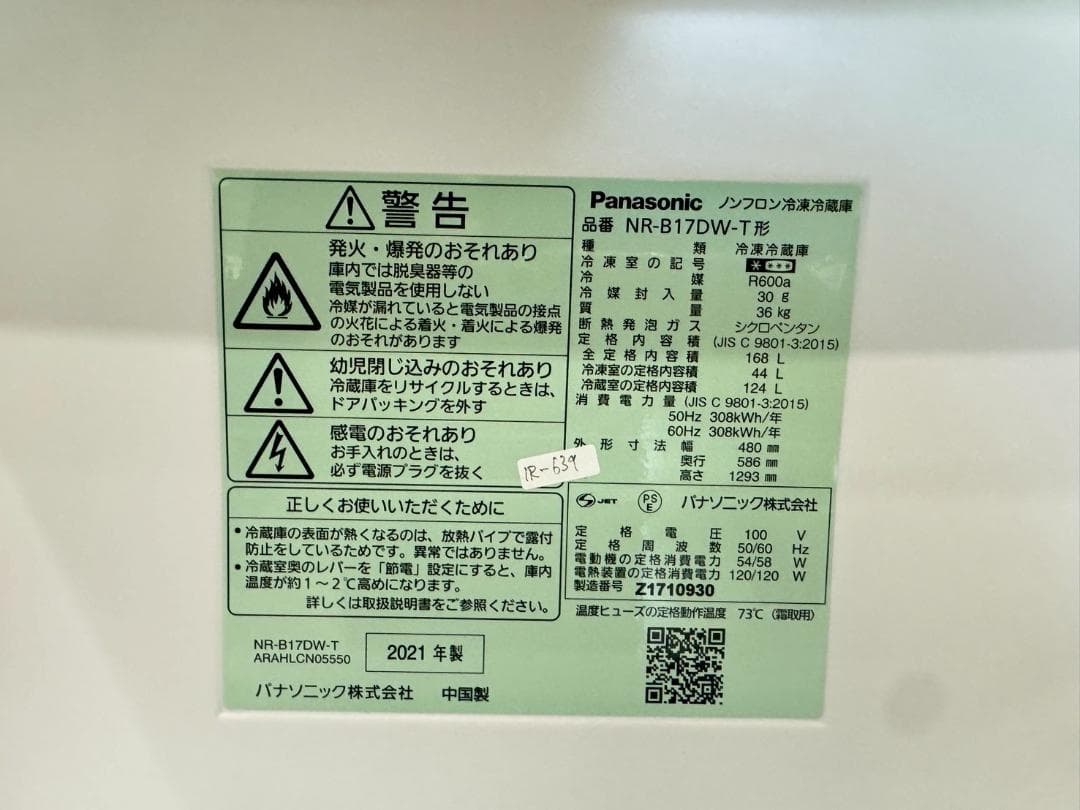 警告
発火・爆発のおそれあり
庫内では脱臭器等の
電気製品を使用しない
冷媒が漏れていると電気製品の接点
の火花による着火・着火による爆発
のおそれがあります
幼児閉じ込みのおそれあり
冷蔵庫をリサイクルするときは、
ドアパッキングを外す
感電のおそれあり
お手入れのときは、
必ず電源プラグを抜く
正しくお使いいただくために
• 冷蔵庫の表面が熱くなるのは、放熱パイプで露付
防止をしているためです。異常ではありません。
• 冷蔵室奥のレバーを「節電」設定にすると、庫内
温度が約1～2℃高めになります。
詳しくは取扱説明書をご参照ください。
NR-B17DW-T
ARAHLCN05550
2021 年製
パナソニック株式会社 中国製
Panasonic ノンフロン冷凍冷蔵庫
品番 NR-B17DW-T形
種類 冷凍冷蔵庫
冷凍室の記号
冷媒 R600a
冷媒封入量 30 g
質量 36 kg
断熱発泡ガス シクロペンタン
定格内容積 (JIS C 9801-3:2015)
全定格内容積 168 L
冷凍室の定格内容積 44 L
冷蔵室の定格内容積 124 L
消費電力量 (JIS C 9801-3:2015)
50Hz 308kWh/年
60Hz 308kWh/年
外形寸法 幅 480 mm
奥行 586 mm
高さ 1293 mm
IR-639
S JET PS E パナソニック株式会社
定格電圧 100 V
定格周波数 50/60 Hz
電動機の定格消費電力 54/58 W
電熱装置の定格消費電力 120/120 W
製造番号 Z1710930
温度ヒューズの定格動作温度 73℃ (霜取用)